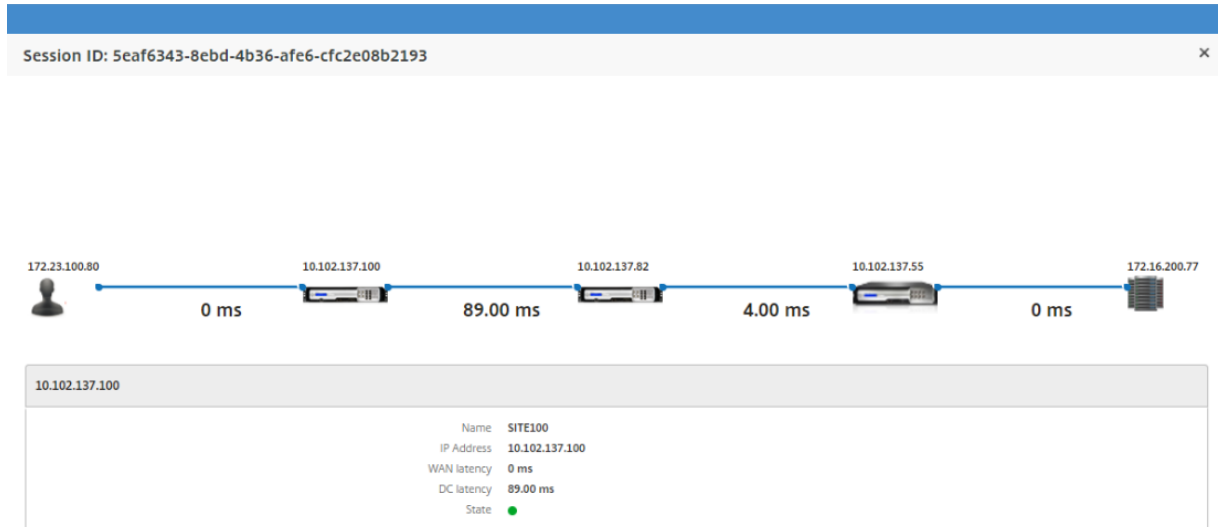 Session ID: 5eaf6343-8ebd-4b36-afe6-cfc2e08b2193 ×
172.23.100.80 10.102.137.100 10.102.137.82 10.102.137.55 172.16.200.77
0 ms 89.00 ms 4.00 ms 0 ms
10.102.137.100
Name SITE100
IP Address 10.102.137.100
WAN latency 0 ms
DC latency 89.00 ms
State